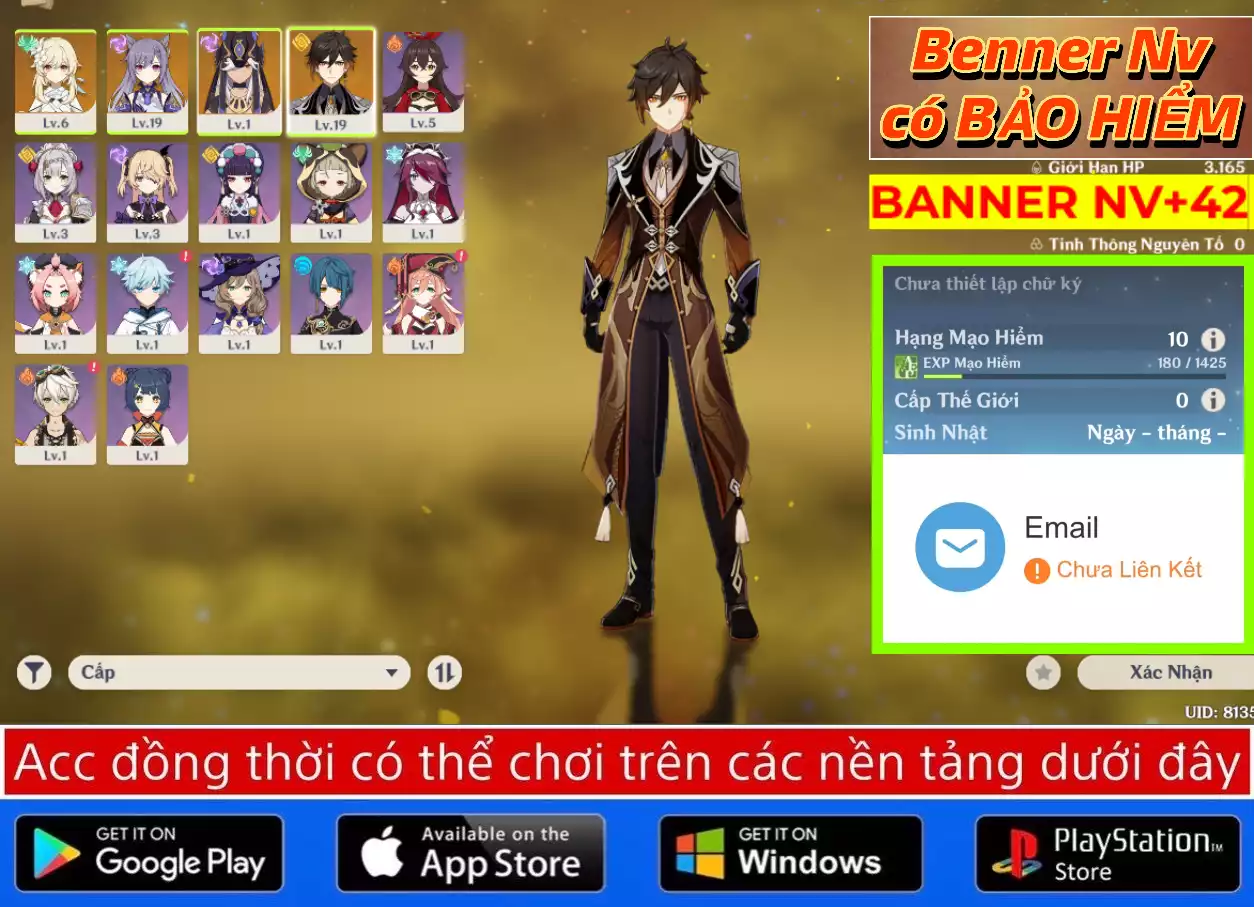 Lv.6
Lv.19
Lv.1
Lv.19
Lv.5
Lv.3
Lv.3
Lv.1
Lv.1
Lv.1
Lv.1
Lv.1
Lv.1
Lv.1
Lv.1
Lv.1
Lv.1
Benner Nv
có BẢO HIỂM
Giới Hạn HP 3.165
BANNER NV+42
Tinh Thông Nguyên Tố 0
Chưa thiết lập chữ ký
Hạng Mạo Hiểm 10
EXP Mạo Hiểm 180 / 1425
Cấp Thế Giới 0
Sinh Nhật Ngày - tháng -
Email
Chưa Liên Kết
Cấp
Xác Nhận
UID: 8135
Acc đồng thời có thể chơi trên các nền tảng dưới đây
GET IT ON
Google Play
Available on the
App Store
GET IT ON
Windows
PlayStation™
Store